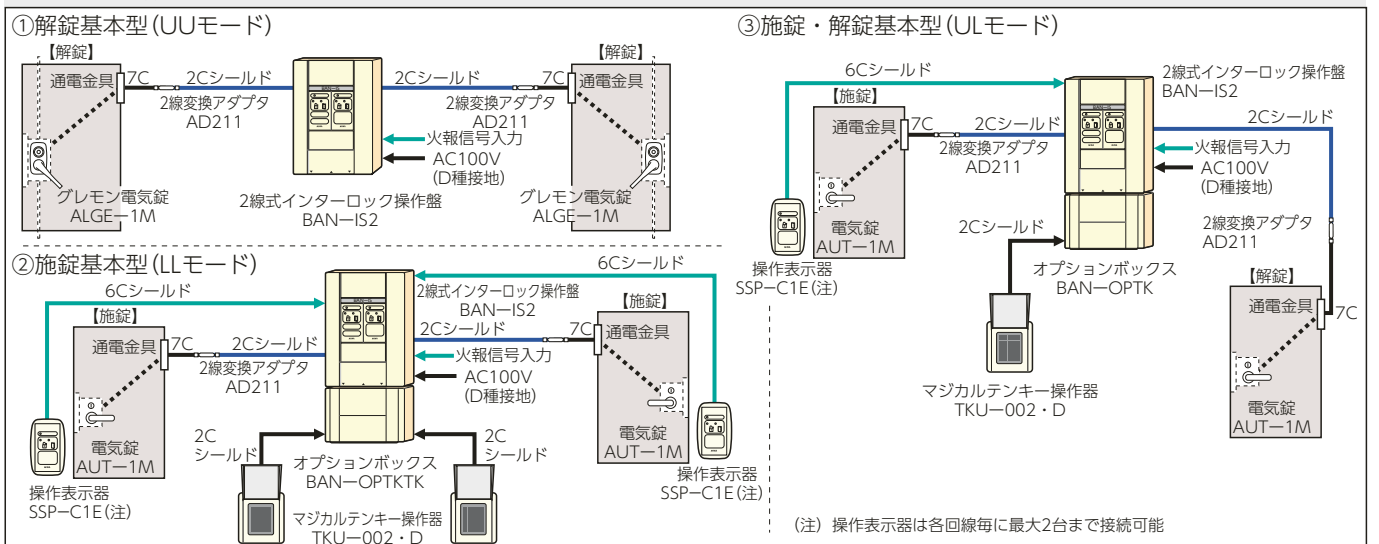 ①解錠基本型(UUモード)
【解錠】
通電金具
7C
2Cシールド
2線変換アダプタ
AD211
グレモン電気錠
ALGE－1M
2線式インターロック操作盤
BAN－IS2
火報信号入力
AC100V
(D種接地)
2Cシールド
7C
2線変換アダプタ
AD211
【解錠】
通電金具
グレモン電気錠
ALGE－1M
②施錠基本型(LLモード)
6Cシールド
【施錠】
通電金具
7C
2Cシールド
2線変換アダプタ
AD211
電気錠
AUT－1M
操作表示器
SSP－C1E(注)
6Cシールド
2線式インターロック操作盤
BAN－IS2
2Cシールド
7C
火報信号入力
AC100V
(D種接地)
【施錠】
通電金具
電気錠
AUT－1M
操作表示器
SSP－C1E(注)
2C
シールド
オプションボックス
BAN－OPTKTK
2C
シールド
マジカルテンキー操作器
TKU－002・D
③施錠・解錠基本型(ULモード)
6Cシールド
【施錠】
通電金具
7C
2Cシールド
2線変換アダプタ
AD211
電気錠
AUT－1M
操作表示器
SSP－C1E(注)
2線式インターロック操作盤
BAN－IS2
2Cシールド
火報信号入力
AC100V
(D種接地)
2線変換アダプタ
AD211
2Cシールド
オプションボックス
BAN－OPTK
マジカルテンキー操作器
TKU－002・D
【解錠】
通電金具
7C
電気錠
AUT－1M
(注) 操作表示器は各回線毎に最大2台まで接続可能